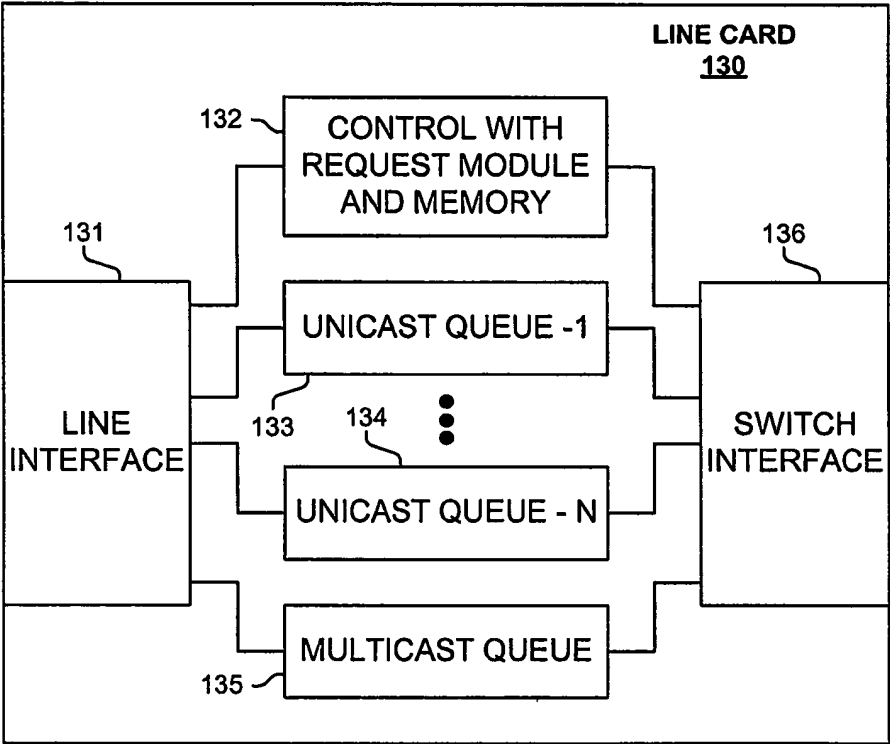 LINE CARD
130
132
CONTROL WITH
REQUEST MODULE
AND MEMORY
131
136
UNICAST QUEUE -1
133
134
LINE
INTERFACE
SWITCH
INTERFACE
UNICAST QUEUE - N
MULTICAST QUEUE
135